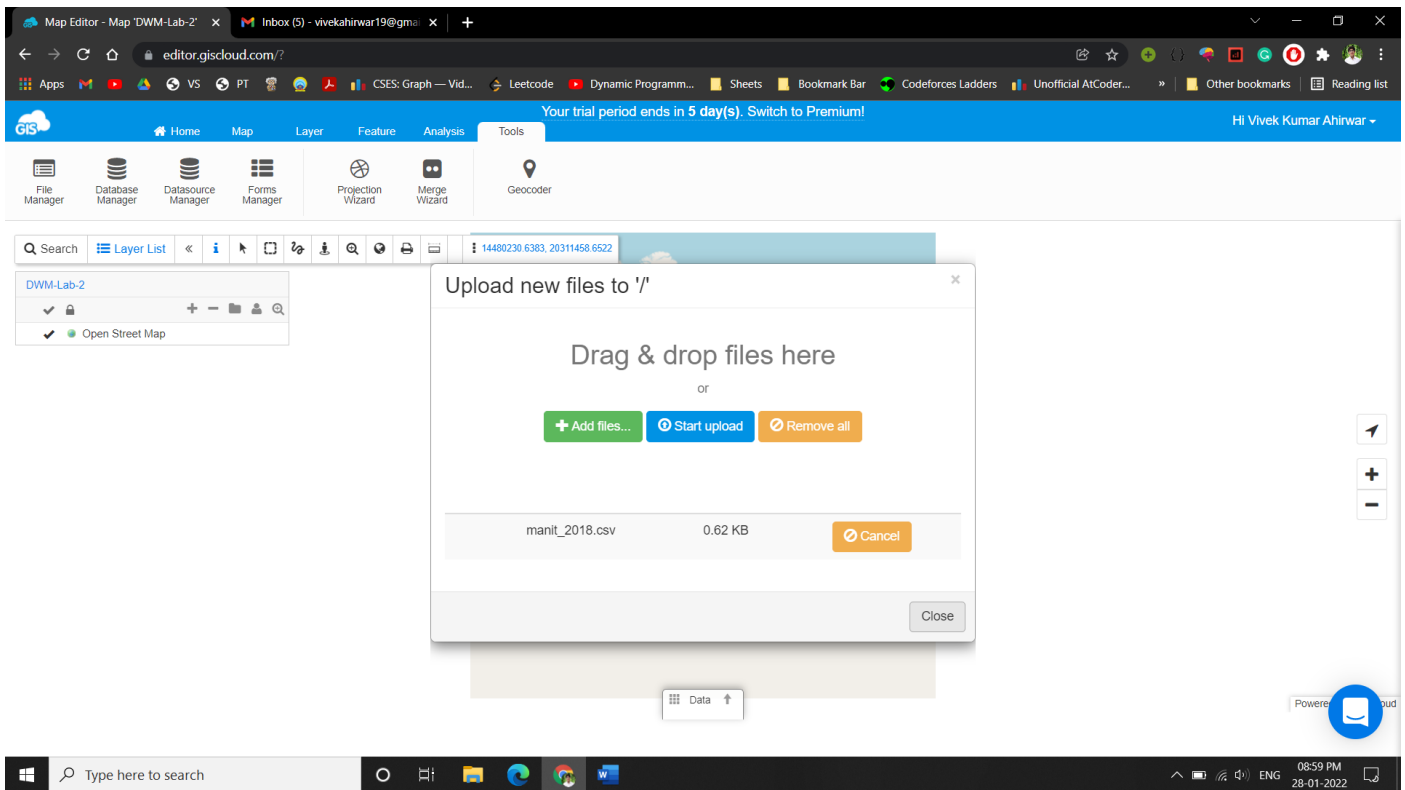 Map Editor - Map 'DWM-Lab-2'
Inbox (5) - vivekahirwar19@gmai
editor.giscloud.com/?
Apps VS PT CSES: Graph — Vid... Leetcode Dynamic Programm... Sheets Bookmark Bar Codeforces Ladders Unofficial AtCoder... » Other bookmarks Reading list
Your trial period ends in 5 day(s). Switch to Premium!
GIS Home Map Layer Feature Analysis Tools Hi Vivek Kumar Ahirwar
File Manager
Database Manager
Datasource Manager
Forms Manager
Projection Wizard
Merge Wizard
Geocoder
Search Layer List « i 14480230.6383, 20311458.6522
DWM-Lab-2
Open Street Map
Upload new files to '/' ×
Drag & drop files here
or
Add files... Start upload Remove all
manit_2018.csv 0.62 KB Cancel
Close
Data
Type here to search
ENG
08:59 PM
28-01-2022